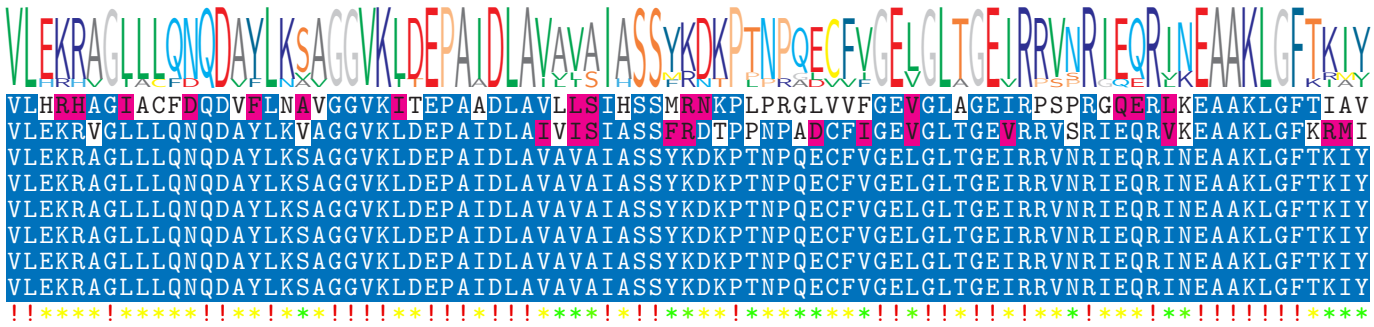 VLEKRAGLLLQNQDAYLKSAGGVKLDEPAIDLAVAVAIASSYKDKPTNPQECFVGELGLTGEIRRVNRIEQRINEAAKLGFTKIY
VLHRHAGIACFDQDVFLNAVGGVKITEPAADLAVLLSIHSSMRNKPLPRGLVVFGEVGLAGEIRPSPRGQERLKEAAKLGFTIAV
VLEKRVGLLLQNQDAYLKVAGGVKLDEPAIDLAIVISIASSFRDTPPNPADCFIGEVGLTGEVRRVSRIEQRVKEAAKLGFKRMI
VLEKRAGLLLQNQDAYLKSAGGVKLDEPAIDLAVAVAIASSYKDKPTNPQECFVGELGLTGEIRRVNRIEQRINEAAKLGFTKIY
VLEKRAGLLLQNQDAYLKSAGGVKLDEPAIDLAVAVAIASSYKDKPTNPQECFVGELGLTGEIRRVNRIEQRINEAAKLGFTKIY
VLEKRAGLLLQNQDAYLKSAGGVKLDEPAIDLAVAVAIASSYKDKPTNPQECFVGELGLTGEIRRVNRIEQRINEAAKLGFTKIY
VLEKRAGLLLQNQDAYLKSAGGVKLDEPAIDLAVAVAIASSYKDKPTNPQECFVGELGLTGEIRRVNRIEQRINEAAKLGFTKIY
VLEKRAGLLLQNQDAYLKSAGGVKLDEPAIDLAVAVAIASSYKDKPTNPQECFVGELGLTGEIRRVNRIEQRINEAAKLGFTKIY
VLEKRAGLLLQNQDAYLKSAGGVKLDEPAIDLAVAVAIASSYKDKPTNPQECFVGELGLTGEIRRVNRIEQRINEAAKLGFTKIY
!!****!*****!!**!***!!!!**!!!*!!!****!*!!****!********!!*!!*!!*!***!***!**!!!!!!!****